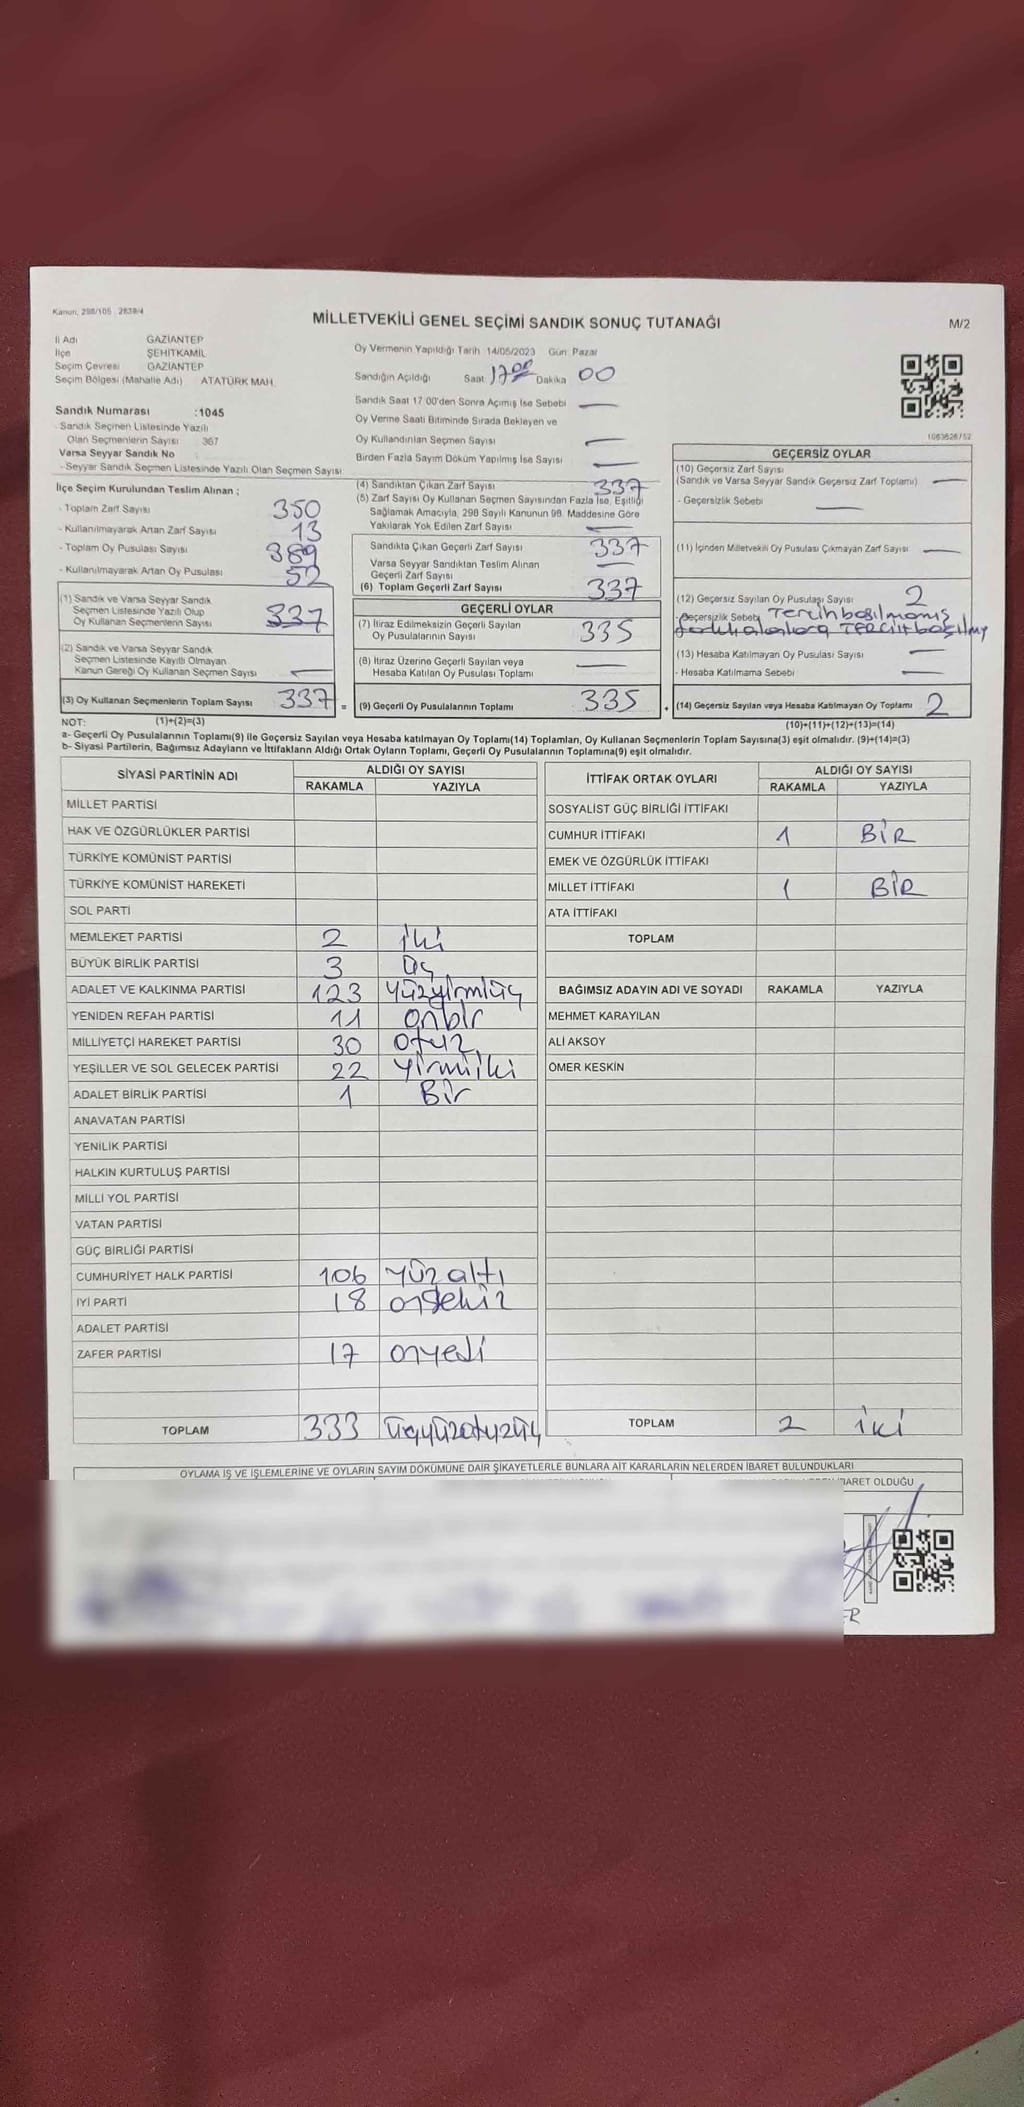 Kanun, 298/105 2839/4
MİLLETVEKİLİ GENEL SEÇİMİ SANDIK SONUÇ TUTANAĞI
M/2
İl Adı GAZİANTEP
İlçe ŞEHİTKAMİL
Seçim Çevresi GAZİANTEP
Seçim Bölgesi (Mahalle Adı) ATATÜRK MAH.
Sandık Numarası :1045
Sandık Seçmen Listesinde Yazılı
Olan Seçmenlerin Sayısı 367
Varsa Seyyar Sandık No
- Seyyar Sandık Seçmen Listesinde Yazılı Olan Seçmen Sayısı
Oy Vermenin Yapıldığı Tarih 14/05/2023 Gün: Pazar
Sandığın Açıldığı Saat 17 00 Dakika 00
Sandık Saat 17:00'den Sonra Açımış İse Sebebi —
Oy Verme Saati Bitiminde Sırada Bekleyen ve
Oy Kullandırılan Seçmen Sayısı —
Birden Fazla Sayım Döküm Yapılmış İse Sayısı —
İlçe Seçim Kurulundan Teslim Alınan ;
- Toplam Zarf Sayısı 350
- Kullanılmayarak Artan Zarf Sayısı 13
- Toplam Oy Pusulası Sayısı 389
- Kullanılmayarak Artan Oy Pusulası 52
(1) Sandık ve Varsa Seyyar Sandık
Seçmen Listesinde Yazılı Olup
Oy Kullanan Seçmenlerin Sayısı 337
(2) Sandık ve Varsa Seyyar Sandık
Seçmen Listesinde Kayıtlı Olmayan
Kanun Gereği Oy Kullanan Seçmen Sayısı —
(3) Oy Kullanan Seçmenlerin Toplam Sayısı 337 =
(4) Sandıktan Çıkan Zarf Sayısı 337
(5) Zarf Sayısı Oy Kullanan Seçmen Sayısından Fazla İse, Eşitliği
Sağlamak Amacıyla, 298 Sayılı Kanunun 98. Maddesine Göre
Yakılarak Yok Edilen Zarf Sayısı —
Sandıkta Çıkan Geçerli Zarf Sayısı 337
Varsa Seyyar Sandıktan Teslim Alınan
Geçerli Zarf Sayısı —
(6) Toplam Geçerli Zarf Sayısı 337
GEÇERLİ OYLAR
(7) İtiraz Edilmeksizin Geçerli Sayılan
Oy Pusulalarının Sayısı 335
(8) İtiraz Üzerine Geçerli Sayılan veya
Hesaba Katılan Oy Pusulası Toplamı —
(9) Geçerli Oy Pusulalarının Toplamı 335 +
1063626/52
GEÇERSİZ OYLAR
(10) Geçersiz Zarf Sayısı
(Sandık ve Varsa Seyyar Sandık Geçersiz Zarf Toplamı) —
- Geçersizlik Sebebi —
(11) İçinden Milletvekili Oy Pusulası Çıkmayan Zarf Sayısı —
(12) Geçersiz Sayılan Oy Pusulası Sayısı 2
- Geçersizlik Sebebi Tercih basılmamış
(13) Hesaba Katılmayan Oy Pusulası Sayısı —
- Hesaba Katılmama Sebebi —
(14) Geçersiz Sayılan veya Hesaba Katılmayan Oy Toplamı 2
NOT: (1)+(2)=(3)
(10)+(11)+(12)+(13)=(14)
a- Geçerli Oy Pusulalarının Toplamı(9) ile Geçersiz Sayılan veya Hesaba katılmayan Oy Toplamı(14) Toplamları, Oy Kullanan Seçmenlerin Toplam Sayısına(3) eşit olmalıdır. (9)+(14)=(3)
b- Siyasi Partilerin, Bağımsız Adayların ve İttifakların Aldığı Ortak Oyların Toplamı, Geçerli Oy Pusulalarının Toplamına(9) eşit olmalıdır.
SİYASİ PARTİNİN ADI ALDIĞI OY SAYISI
RAKAMLA YAZIYLA
MİLLET PARTİSİ
HAK VE ÖZGÜRLÜKLER PARTİSİ
TÜRKİYE KOMÜNİST PARTİSİ
TÜRKİYE KOMÜNİST HAREKETİ
SOL PARTİ
MEMLEKET PARTİSİ 2 iki
BÜYÜK BİRLİK PARTİSİ 3 üç
ADALET VE KALKINMA PARTİSİ 123 yüzyirmiüç
YENİDEN REFAH PARTİSİ 11 onbir
MİLLİYETÇİ HAREKET PARTİSİ 30 otuz
YEŞİLLER VE SOL GELECEK PARTİSİ 22 yirmiiki
ADALET BİRLİK PARTİSİ 1 Bir
ANAVATAN PARTİSİ
YENİLİK PARTİSİ
HALKIN KURTULUŞ PARTİSİ
MİLLİ YOL PARTİSİ
VATAN PARTİSİ
GÜÇ BİRLİĞİ PARTİSİ
CUMHURİYET HALK PARTİSİ 106 yüzaltı
İYİ PARTİ 18 onsekiz
ADALET PARTİSİ
ZAFER PARTİSİ 17 onyedi
TOPLAM 333 üçyüzotuzüç
İTTİFAK ORTAK OYLARI ALDIĞI OY SAYISI
RAKAMLA YAZIYLA
SOSYALİST GÜÇ BİRLİĞİ İTTİFAKI
CUMHUR İTTİFAKI 1 BİR
EMEK VE ÖZGÜRLÜK İTTİFAKI
MİLLET İTTİFAKI 1 BİR
ATA İTTİFAKI
TOPLAM
BAĞIMSIZ ADAYIN ADI VE SOYADI RAKAMLA YAZIYLA
MEHMET KARAYILAN
ALİ AKSOY
ÖMER KESKİN
TOPLAM 2 iki
OYLAMA İŞ VE İŞLEMLERİNE VE OYLARIN SAYIM DÖKÜMÜNE DAİR ŞİKAYETLERLE BUNLARA AİT KARARLARIN NELERDEN İBARET BULUNDUKLARI
İBARET OLDUĞU